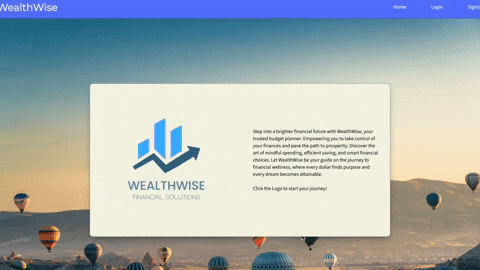 WealthWise
Home
Login
SignU
WEALTHWISE
FINANCIAL SOLUTIONS
Step into a brighter financial future with WealthWise, your
trusted budget planner. Empowering you to take control of
your finances and pave the path to prosperity. Discover the
art of mindful spending, efficient saving, and smart financial
choices. Let WealthWise be your guide on the journey to
financial wellness, where every dollar finds purpose and
every dream becomes attainable.
Click the Logo to start your journey!